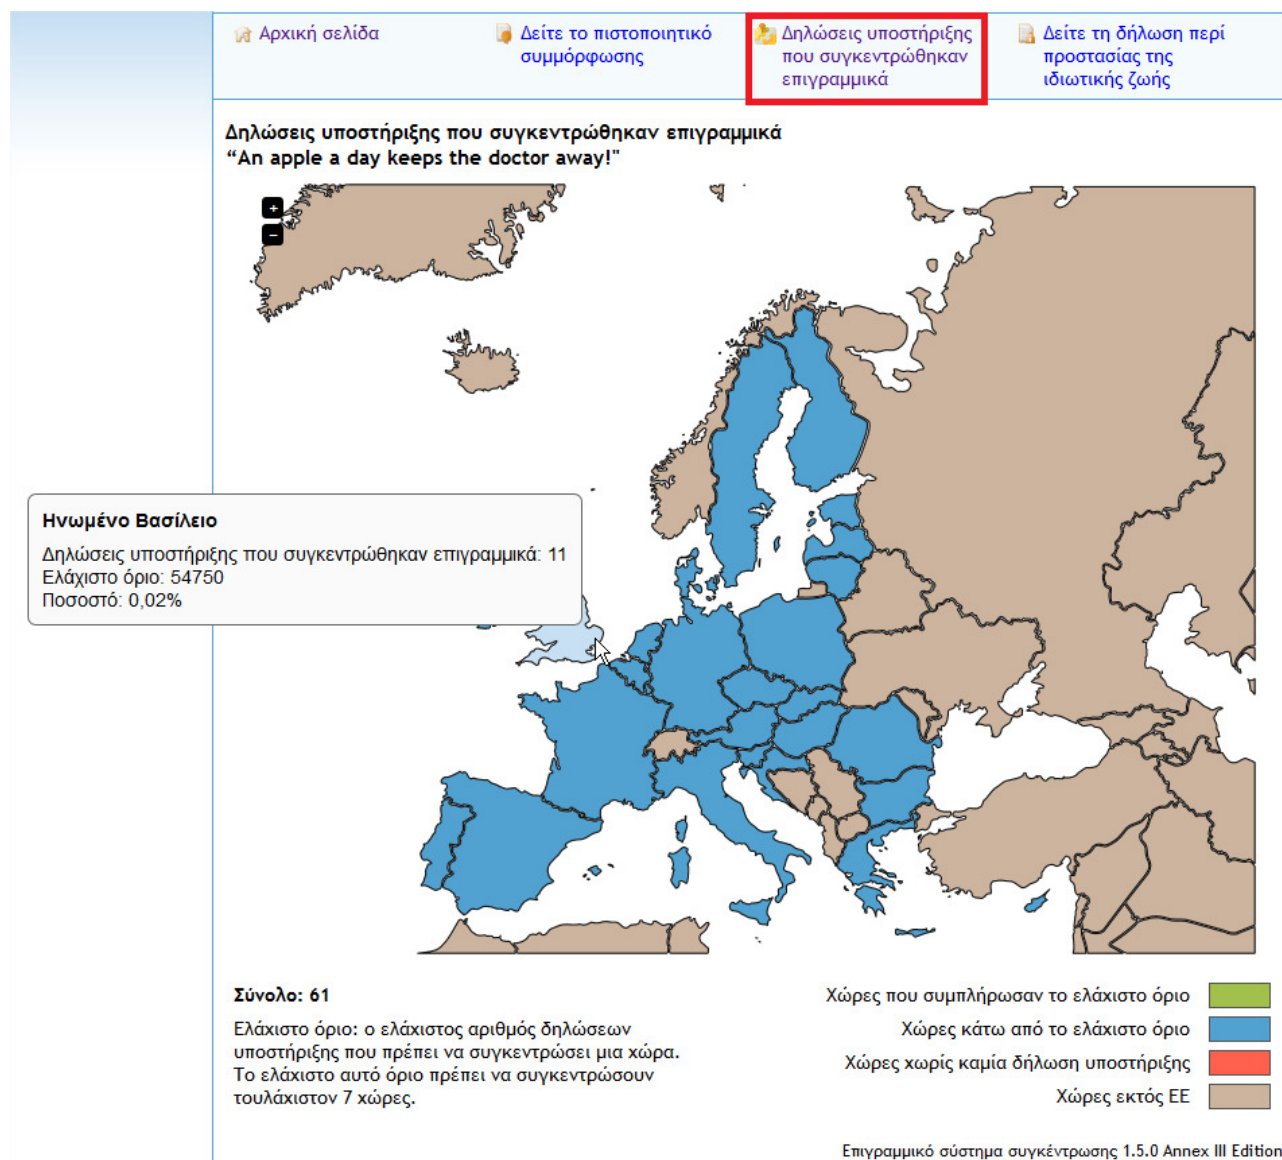 Αρχική σελίδα
Δείτε το πιστοποιητικό
συμμόρφωσης
Δηλώσεις υποστήριξης
που συγκεντρώθηκαν
επιγραμμικά
Δείτε τη δήλωση περί
προστασίας της
ιδιωτικής ζωής
Δηλώσεις υποστήριξης που συγκεντρώθηκαν επιγραμμικά
“An apple a day keeps the doctor away!"
+
−
Ηνωμένο Βασίλειο
Δηλώσεις υποστήριξης που συγκεντρώθηκαν επιγραμμικά: 11
Ελάχιστο όριο: 54750
Ποσοστό: 0,02%
Σύνολο: 61
Ελάχιστο όριο: ο ελάχιστος αριθμός δηλώσεων
υποστήριξης που πρέπει να συγκεντρώσει μια χώρα.
Το ελάχιστο αυτό όριο πρέπει να συγκεντρώσουν
τουλάχιστον 7 χώρες.
Χώρες που συμπλήρωσαν το ελάχιστο όριο
Χώρες κάτω από το ελάχιστο όριο
Χώρες χωρίς καμία δήλωση υποστήριξης
Χώρες εκτός ΕΕ
Επιγραμμικό σύστημα συγκέντρωσης 1.5.0 Annex III Edition